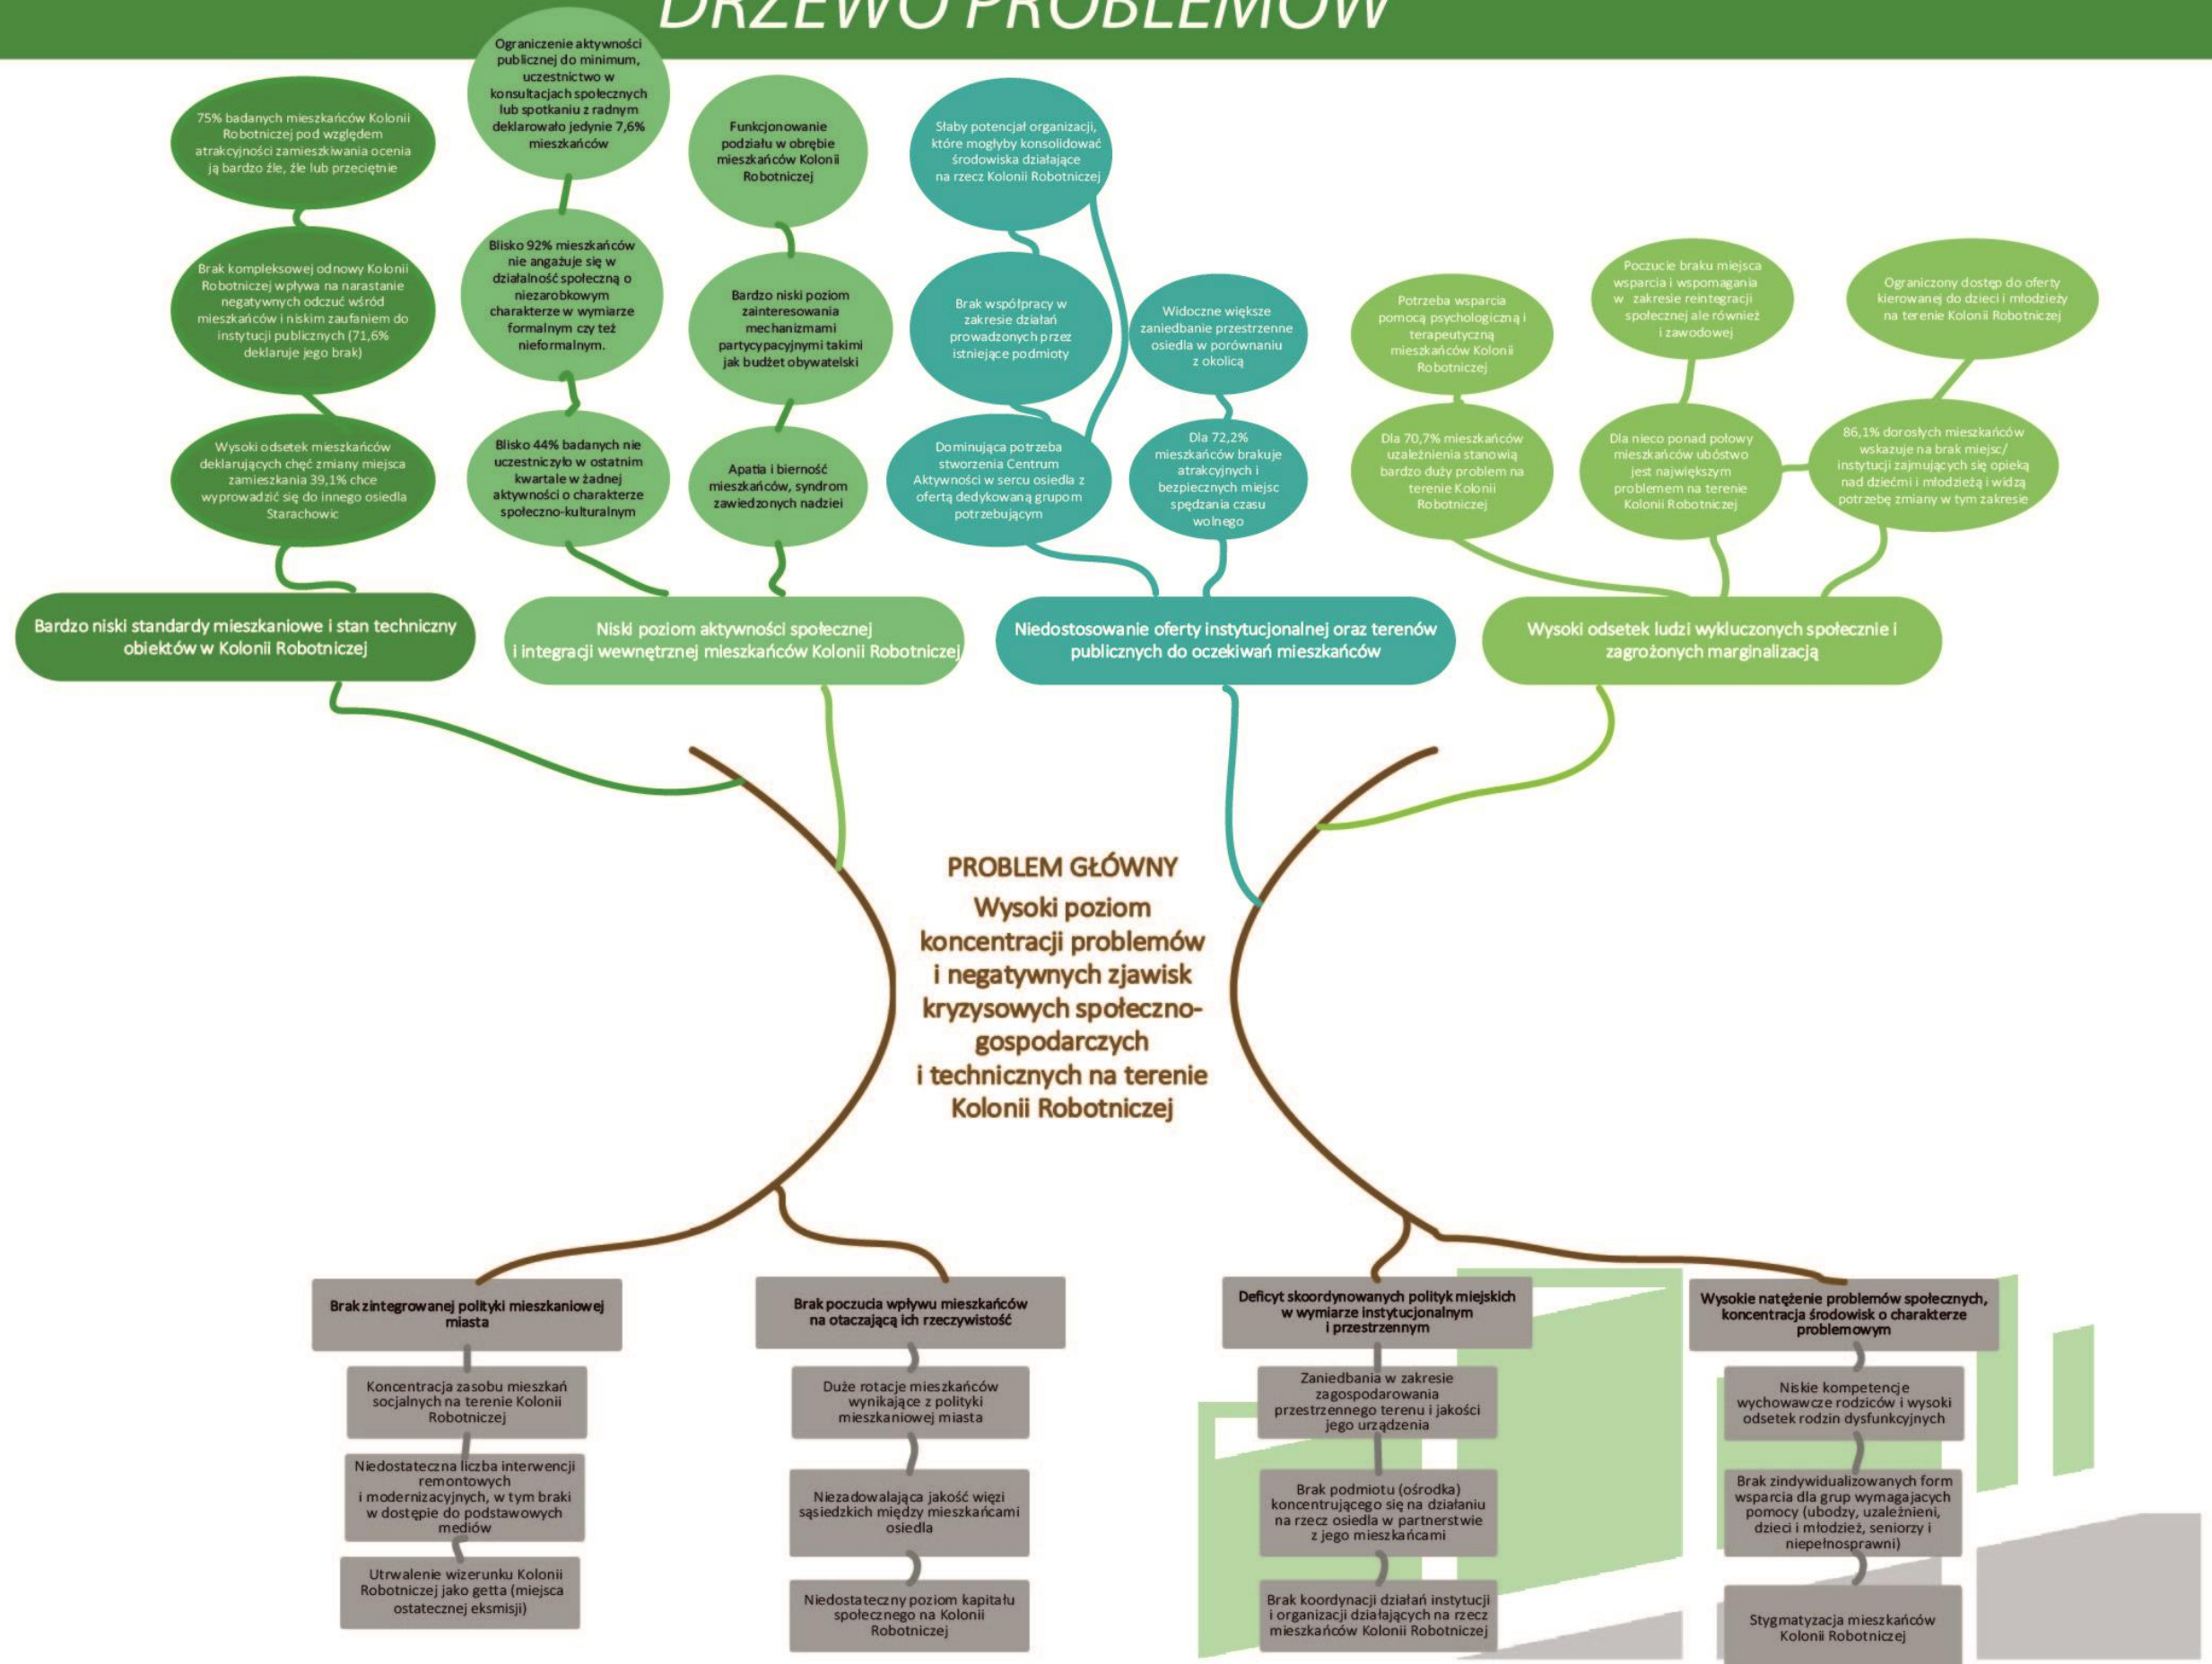 DRZEWO PROBLEMÓW
Ograniczenie aktywności
publicznej do minimum,
uczestnictwo w
konsultacjach społecznych
lub spotkaniu z radnym
deklarowało jedynie 7,6%
mieszkańców
75% badanych mieszkańców Kolonii
Robotniczej pod względem
atrakcyjności zamieszkiwania ocenia
ją bardzo źle, źle lub przeciętnie
Funkcjonowanie
podziału w obrębie
mieszkańców Kolonii
Robotniczej
Słaby potencjał organizacji,
które mogłyby konsolidować
środowiska działające
na rzecz Kolonii Robotniczej
Brak kompleksowej odnowy Kolonii
Robotniczej wpływa na narastanie
negatywnych odczuć wśród
mieszkańców i niskim zaufaniem do
instytucji publicznych (71,6%
deklaruje jego brak)
Blisko 92% mieszkańców
nie angażuje się w
działalność społeczną o
niezarobkowym
charakterze w wymiarze
formalnym czy też
nieformalnym.
Bardzo niski poziom
zainteresowania
mechanizmami
partycypacyjnymi takimi
jak budżet obywatelski
Brak współpracy w
zakresie działań
prowadzonych przez
istniejące podmioty
Widoczne większe
zaniedbanie przestrzenne
osiedla w porównaniu
z okolicą
Potrzeba wsparcia
pomocą psychologiczną i
terapeutyczną
mieszkańców Kolonii
Robotniczej
Poczucie braku miejsca
wsparcia i wspomagania
w zakresie reintegracji
społecznej ale również
i zawodowej
Ograniczony dostęp do oferty
kierowanej do dzieci i młodzieży
na terenie Kolonii Robotniczej
Wysoki odsetek mieszkańców
deklarujących chęć zmiany miejsca
zamieszkania 39,1% chce
wyprowadzić się do innego osiedla
Starachowic
Blisko 44% badanych nie
uczestniczyło w ostatnim
kwartale w żadnej
aktywności o charakterze
społeczno-kulturalnym
Apatia i bierność
mieszkańców, syndrom
zawiedzonych nadziei
Dominująca potrzeba
stworzenia Centrum
Aktywności w sercu osiedla z
ofertą dedykowaną grupom
potrzebującym
Dla 72,2%
mieszkańców brakuje
atrakcyjnych i
bezpiecznych miejsc
spędzania czasu
wolnego
Dla 70,7% mieszkańców
uzależnienia stanowią
bardzo duży problem na
terenie Kolonii
Robotniczej
Dla nieco ponad połowy
mieszkańców ubóstwo
jest największym
problemem na terenie
Kolonii Robotniczej
86,1% dorosłych mieszkańców
wskazuje na brak miejsc/
instytucji zajmujących się opieką
nad dziećmi i młodzieżą i widzą
potrzebę zmiany w tym zakresie
Bardzo niski standardy mieszkaniowe i stan techniczny
obiektów w Kolonii Robotniczej
Niski poziom aktywności społecznej
i integracji wewnętrznej mieszkańców Kolonii Robotniczej
Niedostosowanie oferty instytucjonalnej oraz terenów
publicznych do oczekiwań mieszkańców
Wysoki odsetek ludzi wykluczonych społecznie i
zagrożonych marginalizacją
PROBLEM GŁÓWNY
Wysoki poziom
koncentracji problemów
i negatywnych zjawisk
kryzysowych społeczno-
gospodarczych
i technicznych na terenie
Kolonii Robotniczej
Brak zintegrowanej polityki mieszkaniowej
miasta
Koncentracja zasobu mieszkań
socjalnych na terenie Kolonii
Robotniczej
Niedostateczna liczba interwencji
remontowych
i modernizacyjnych, w tym braki
w dostępie do podstawowych
mediów
Utrwalenie wizerunku Kolonii
Robotniczej jako getta (miejsca
ostatecznej eksmisji)
Brak poczucia wpływu mieszkańców
na otaczającą ich rzeczywistość
Duże rotacje mieszkańców
wynikające z polityki
mieszkaniowej miasta
Niezadowalająca jakość więzi
sąsiedzkich między mieszkańcami
osiedla
Niedostateczny poziom kapitału
społecznego na Kolonii
Robotniczej
Deficyt skoordynowanych polityk miejskich
w wymiarze instytucjonalnym
i przestrzennym
Zaniedbania w zakresie
zagospodarowania
przestrzennego terenu i jakości
jego urządzenia
Brak podmiotu (ośrodka)
koncentrującego się na działaniu
na rzecz osiedla w partnerstwie
z jego mieszkańcami
Brak koordynacji działań instytucji
i organizacji działających na rzecz
mieszkańców Kolonii Robotniczej
Wysokie natężenie problemów społecznych,
koncentracja środowisk o charakterze
problemowym
Niskie kompetencje
wychowawcze rodziców i wysoki
odsetek rodzin dysfunkcyjnych
Brak zindywidualizowanych form
wsparcia dla grup wymagajacych
pomocy (ubodzy, uzależnieni,
dzieci i młodzież, seniorzy i
niepełnosprawni)
Stygmatyzacja mieszkańców
Kolonii Robotniczej